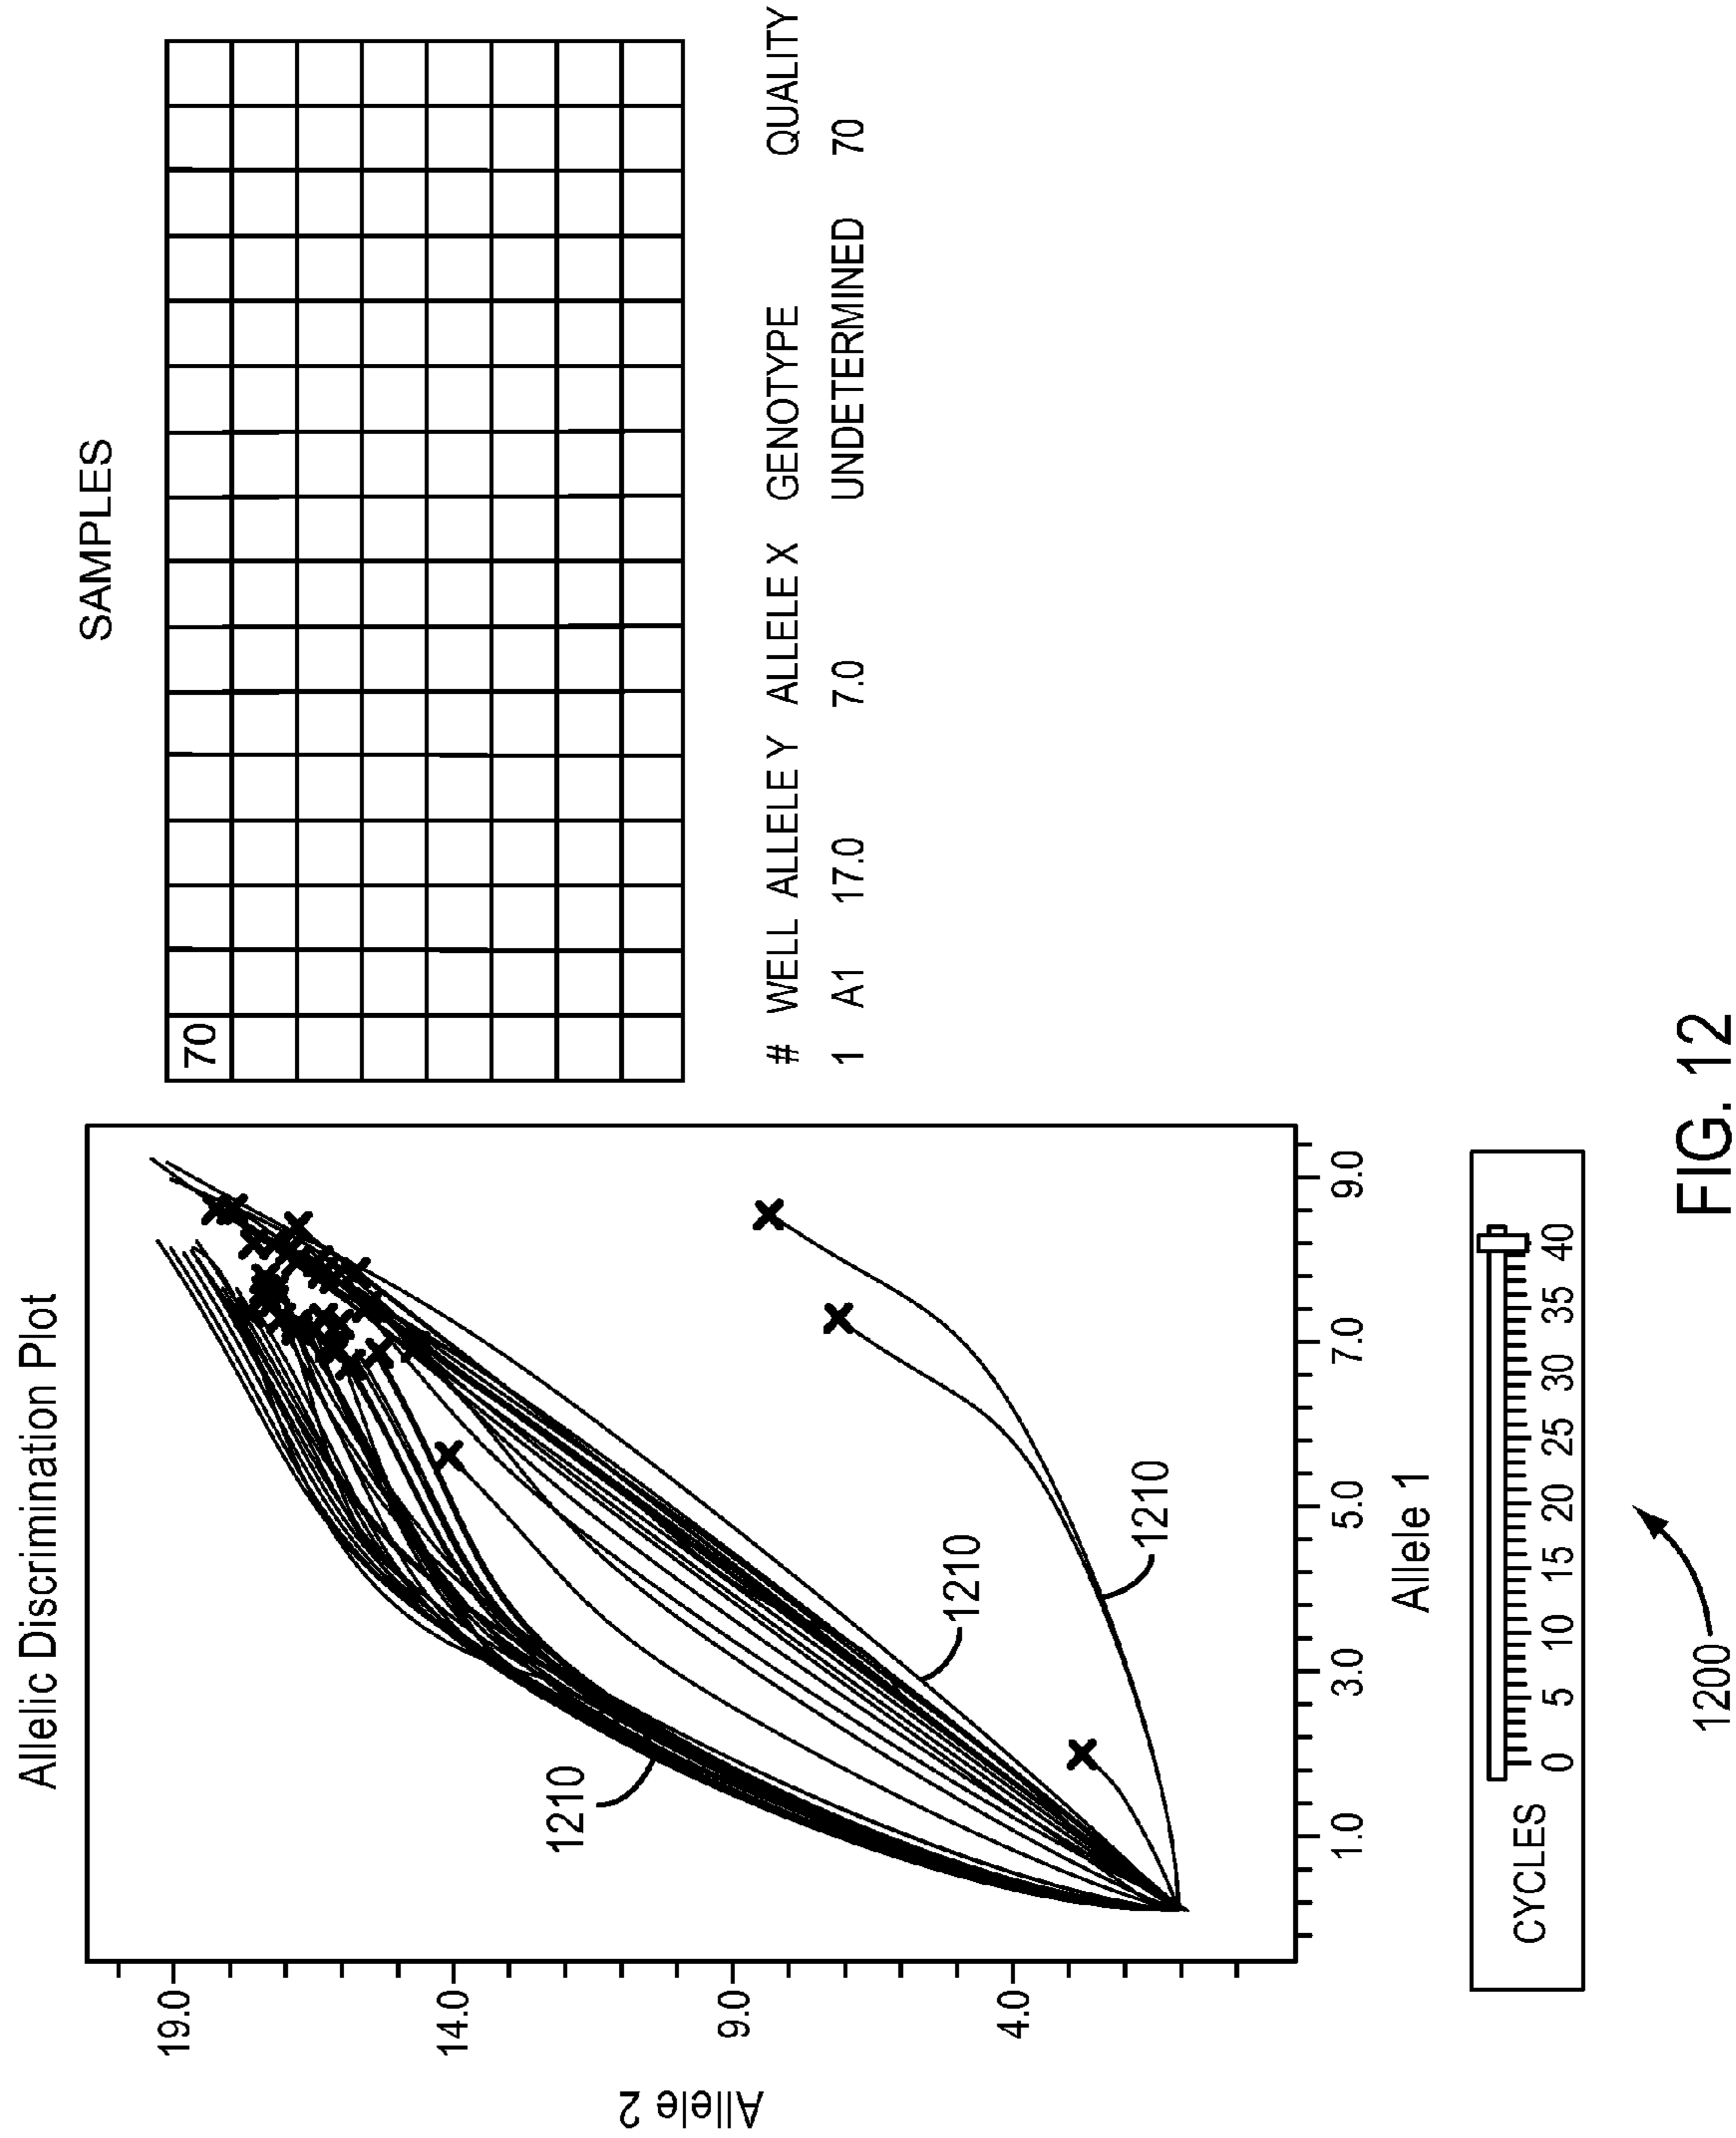 Allelic Discrimination Plot
Allele 2
19.0
14.0
9.0
4.0
1210
1210
1210
1.0 3.0 5.0 7.0 9.0
Allele 1
CYCLES
0 5 10 15 20 25 30 35 40
SAMPLES
70
# WELL ALLELE Y ALLELE X GENOTYPE QUALITY
1 A1 17.0 7.0 UNDETERMINED 70
1200
FIG. 12